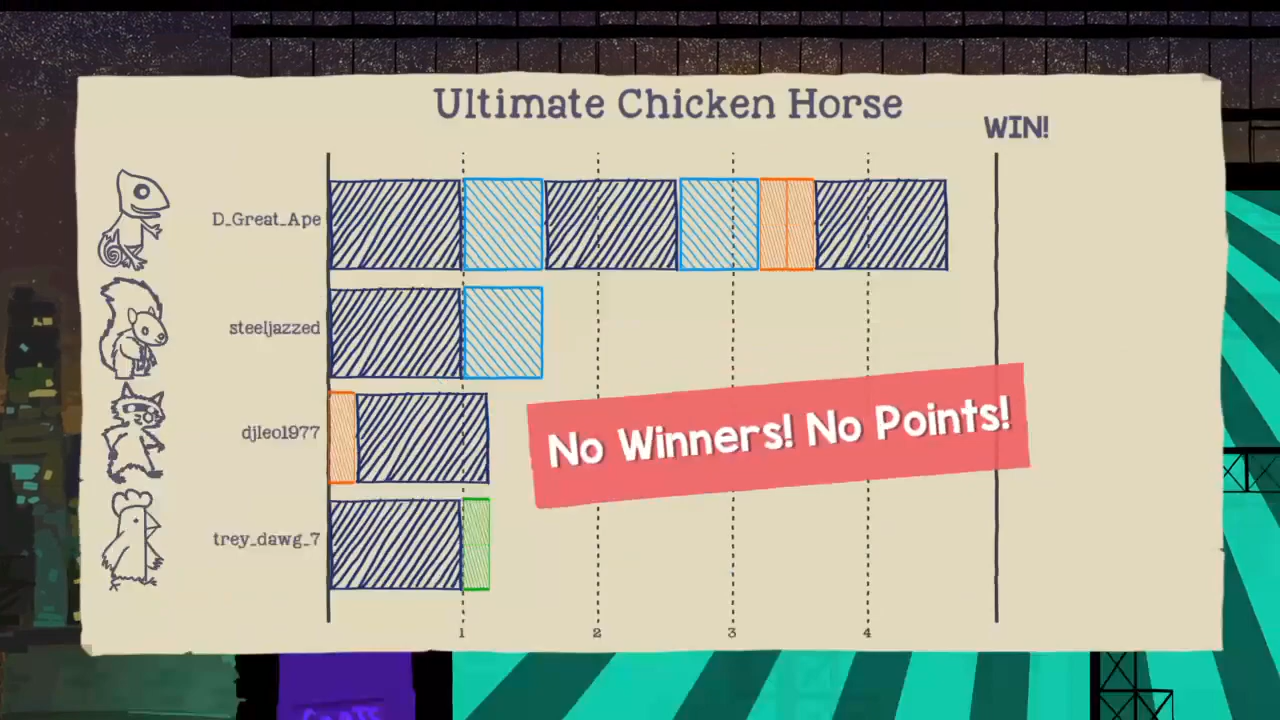 Ultimate Chicken Horse
WIN!
D_Great_Ape
steeljazzed
djleo1977
No Winners! No Points!
trey_dawg_7
1 2 3 4